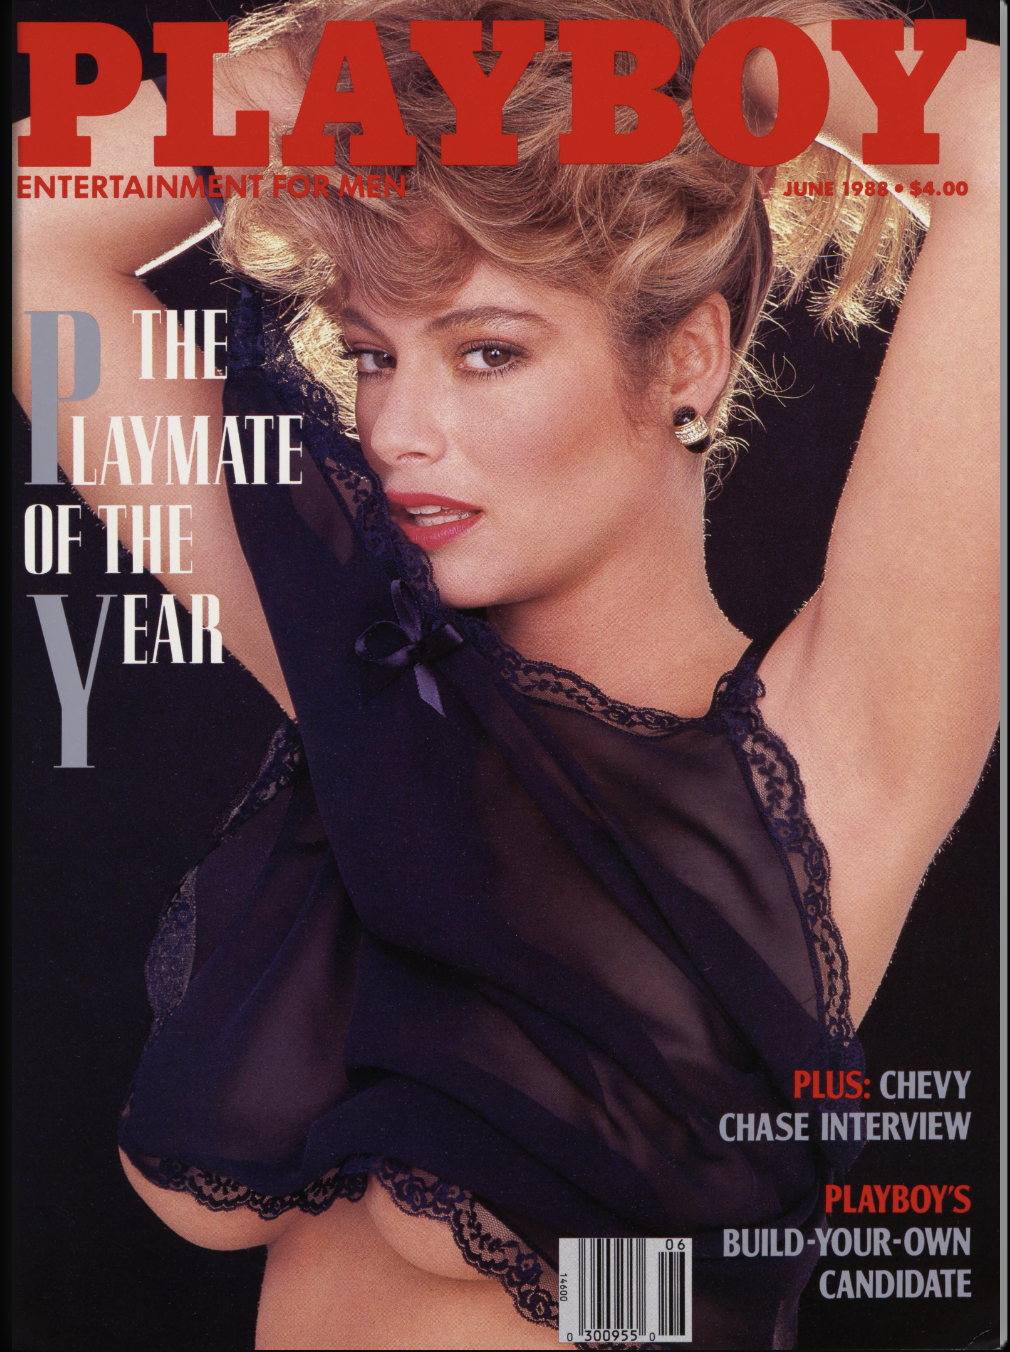 PLAYBOY
ENTERTAINMENT FOR MEN
JUNE 1988 • $4.00
THE
PLAYMATE
OF THE
YEAR
PLUS: CHEVY
CHASE INTERVIEW
PLAYBOY'S
BUILD-YOUR-OWN
CANDIDATE
06
14600
0 300955 0